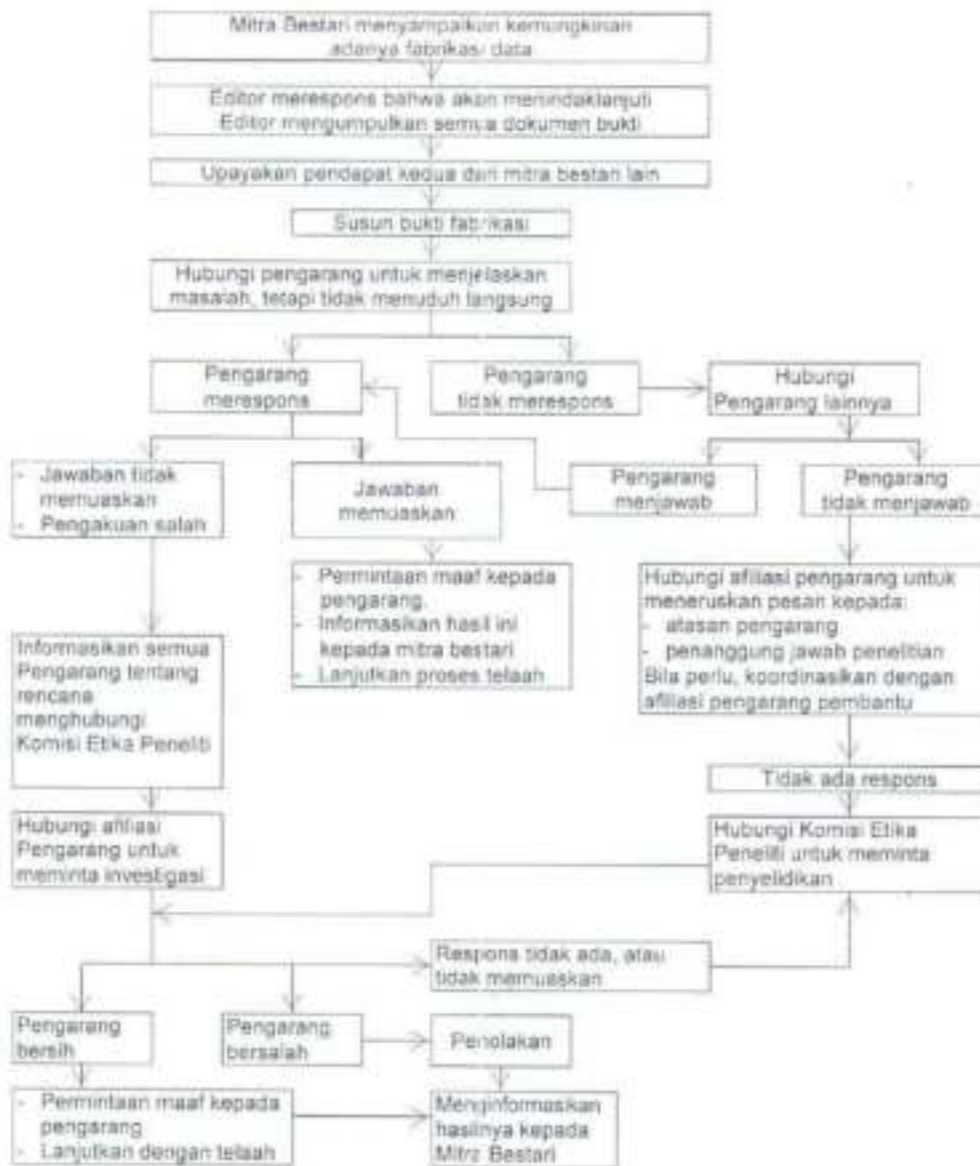 Mitra Bestari menyampaikan kemungkinan
adanya fabrikasi data
Editor merespons bahwa akan menindaklanjuti
Editor mengumpulkan semua dokumen bukti
Upayakan pendapat kedua dari mitra bestari lain
Susun bukti fabrikasi
Hubungi pengarang untuk menjelaskan
masalah, tetapi tidak menuduh langsung
Pengarang
merespons
Pengarang
tidak merespons
Hubungi
Pengarang lainnya
- Jawaban tidak
memuaskan
- Pengakuan salah
Jawaban
memuaskan
Pengarang
menjawab
Pengarang
tidak menjawab
- Permintaan maaf kepada
pengarang.
- Informasikan hasil ini
kepada mitra bestari
- Lanjutkan proses telaah
Hubungi afiliasi pengarang untuk
meneruskan pesan kepada:
- atasan pengarang
- penanggung jawab penelitian
Bila perlu, koordinasikan dengan
afiliasi pengarang pembantu
Informasikan semua
Pengarang tentang
rencana
menghubungi
Komisi Etika Peneliti
Tidak ada respons
Hubungi afiliasi
Pengarang untuk
meminta investigasi
Hubungi Komisi Etika
Peneliti untuk meminta
penyelidikan
Respons tidak ada, atau
tidak memuaskan
Pengarang
bersih
Pengarang
bersalah
Penolakan
- Permintaan maaf kepada
pengarang
- Lanjutkan dengan telaah
Menginformasikan
hasilnya kepada
Mitra Bestari